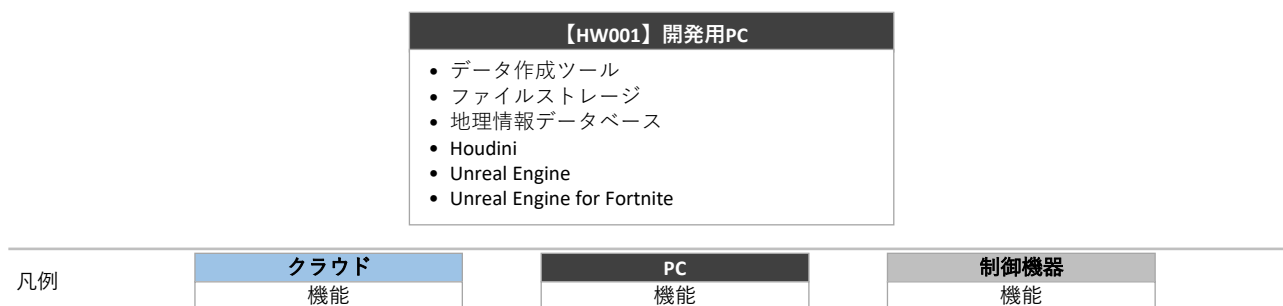 【HW001】開発用PC
• データ作成ツール
• ファイルストレージ
• 地理情報データベース
• Houdini
• Unreal Engine
• Unreal Engine for Fortnite
凡例
クラウド
機能
PC
機能
制御機器
機能